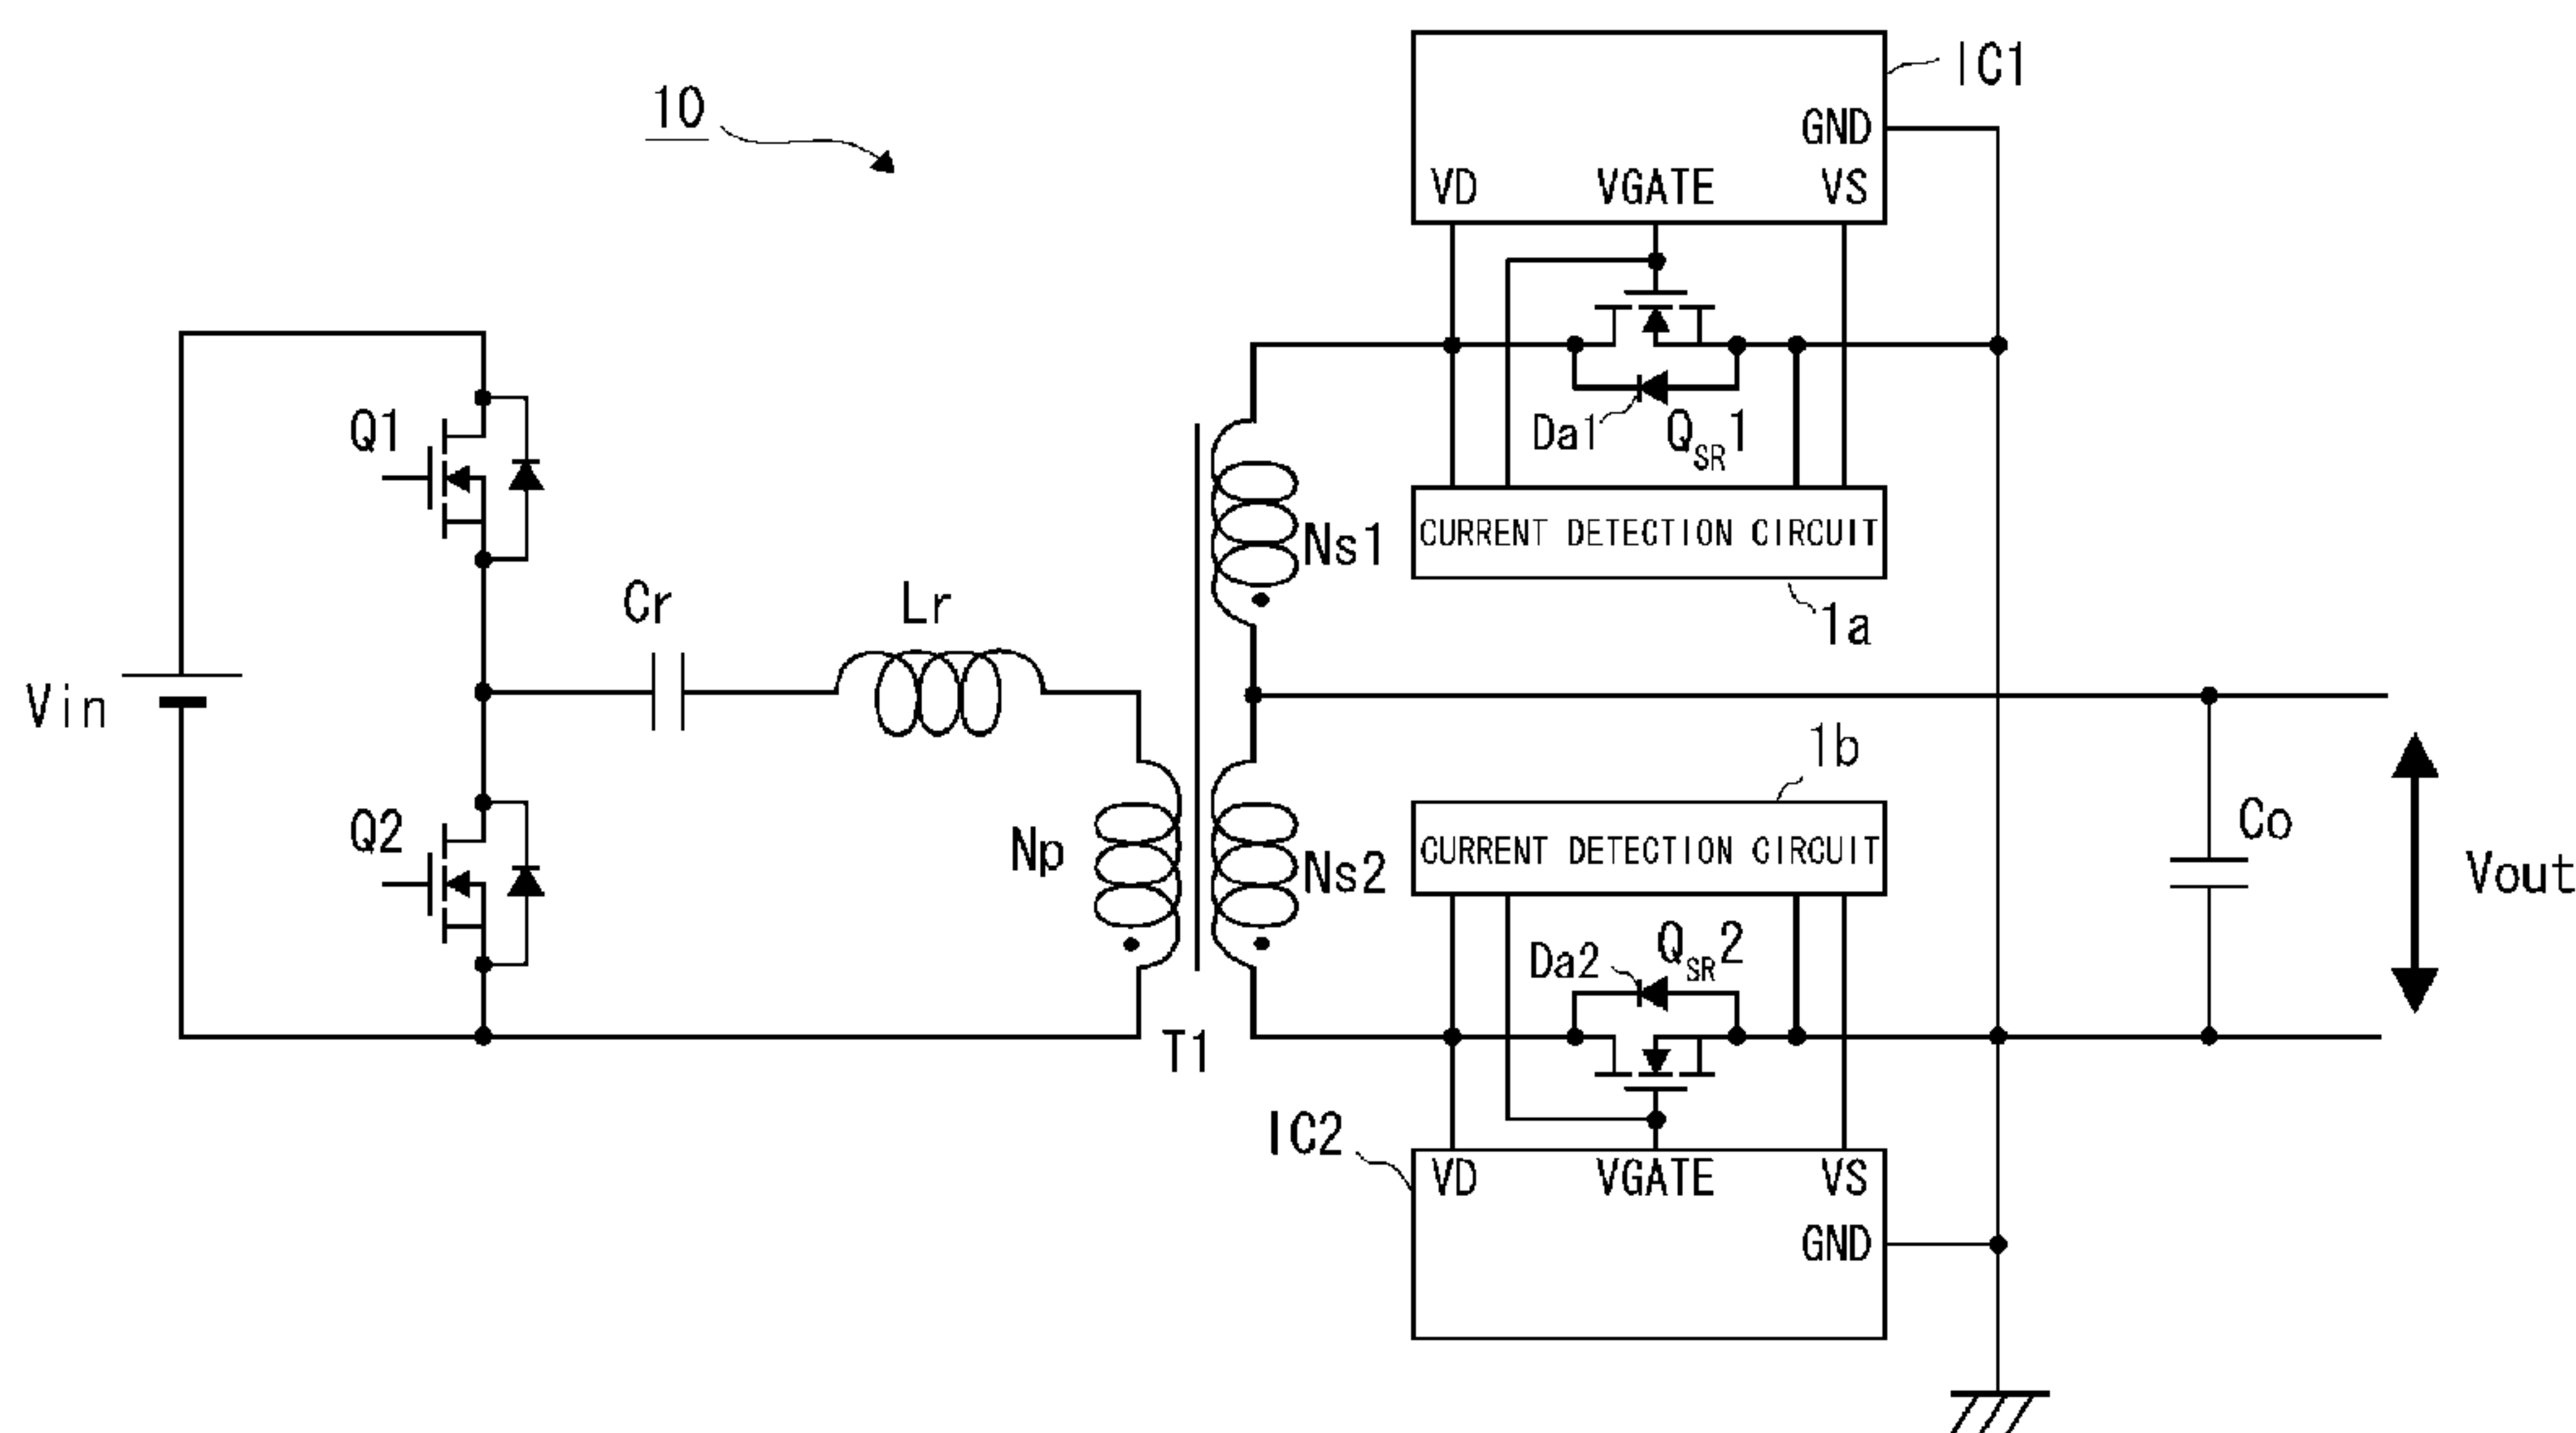 10
IC1
GND
VD VGATE VS
Da1 QSR1
CURRENT DETECTION CIRCUIT
1a
Q1
Cr Lr
Ns1
Vin
1b
CURRENT DETECTION CIRCUIT
Q2
Np
Ns2
Co
Vout
Da2 QSR2
T1
IC2
VD VGATE VS
GND